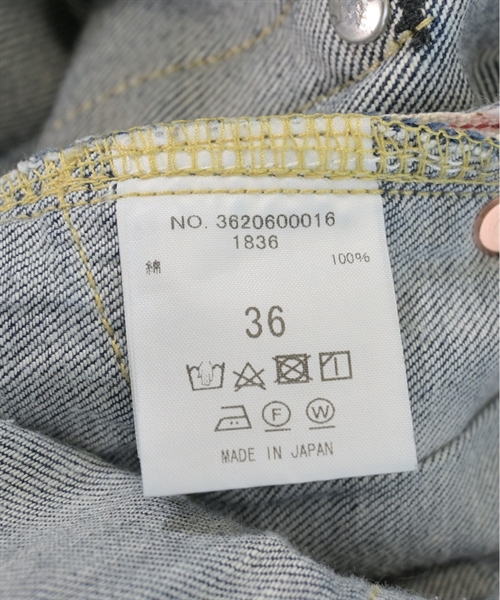 NO. 3620600016
1836
綿 100%
36
F W
MADE IN JAPAN